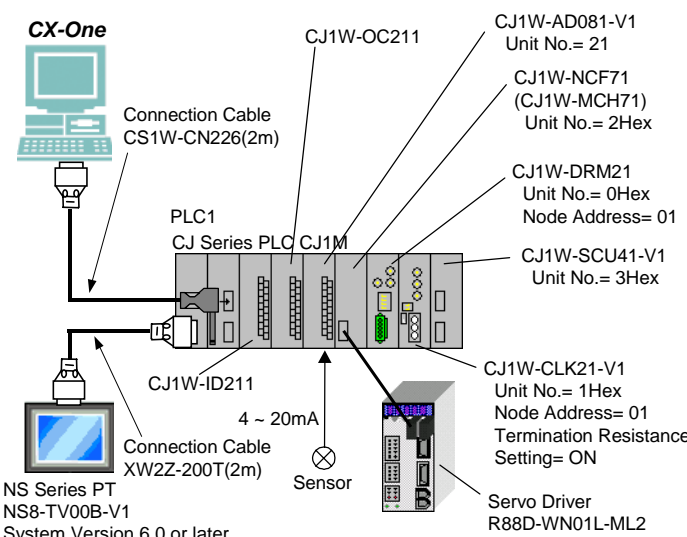 CX-One
CJ1W-OC211
CJ1W-AD081-V1
Unit No.= 21
CJ1W-NCF71
(CJ1W-MCH71)
Unit No.= 2Hex
Connection Cable
CS1W-CN226(2m)
CJ1W-DRM21
Unit No.= 0Hex
Node Address= 01
PLC1
CJ Series PLC CJ1M
CJ1W-SCU41-V1
Unit No.= 3Hex
CJ1W-ID211
CJ1W-CLK21-V1
Unit No.= 1Hex
Node Address= 01
Termination Resistance
Setting= ON
4 ~ 20mA
Sensor
Connection Cable
XW2Z-200T(2m)
NS Series PT
NS8-TV00B-V1
System Version 6.0 or later
Servo Driver
R88D-WN01L-ML2